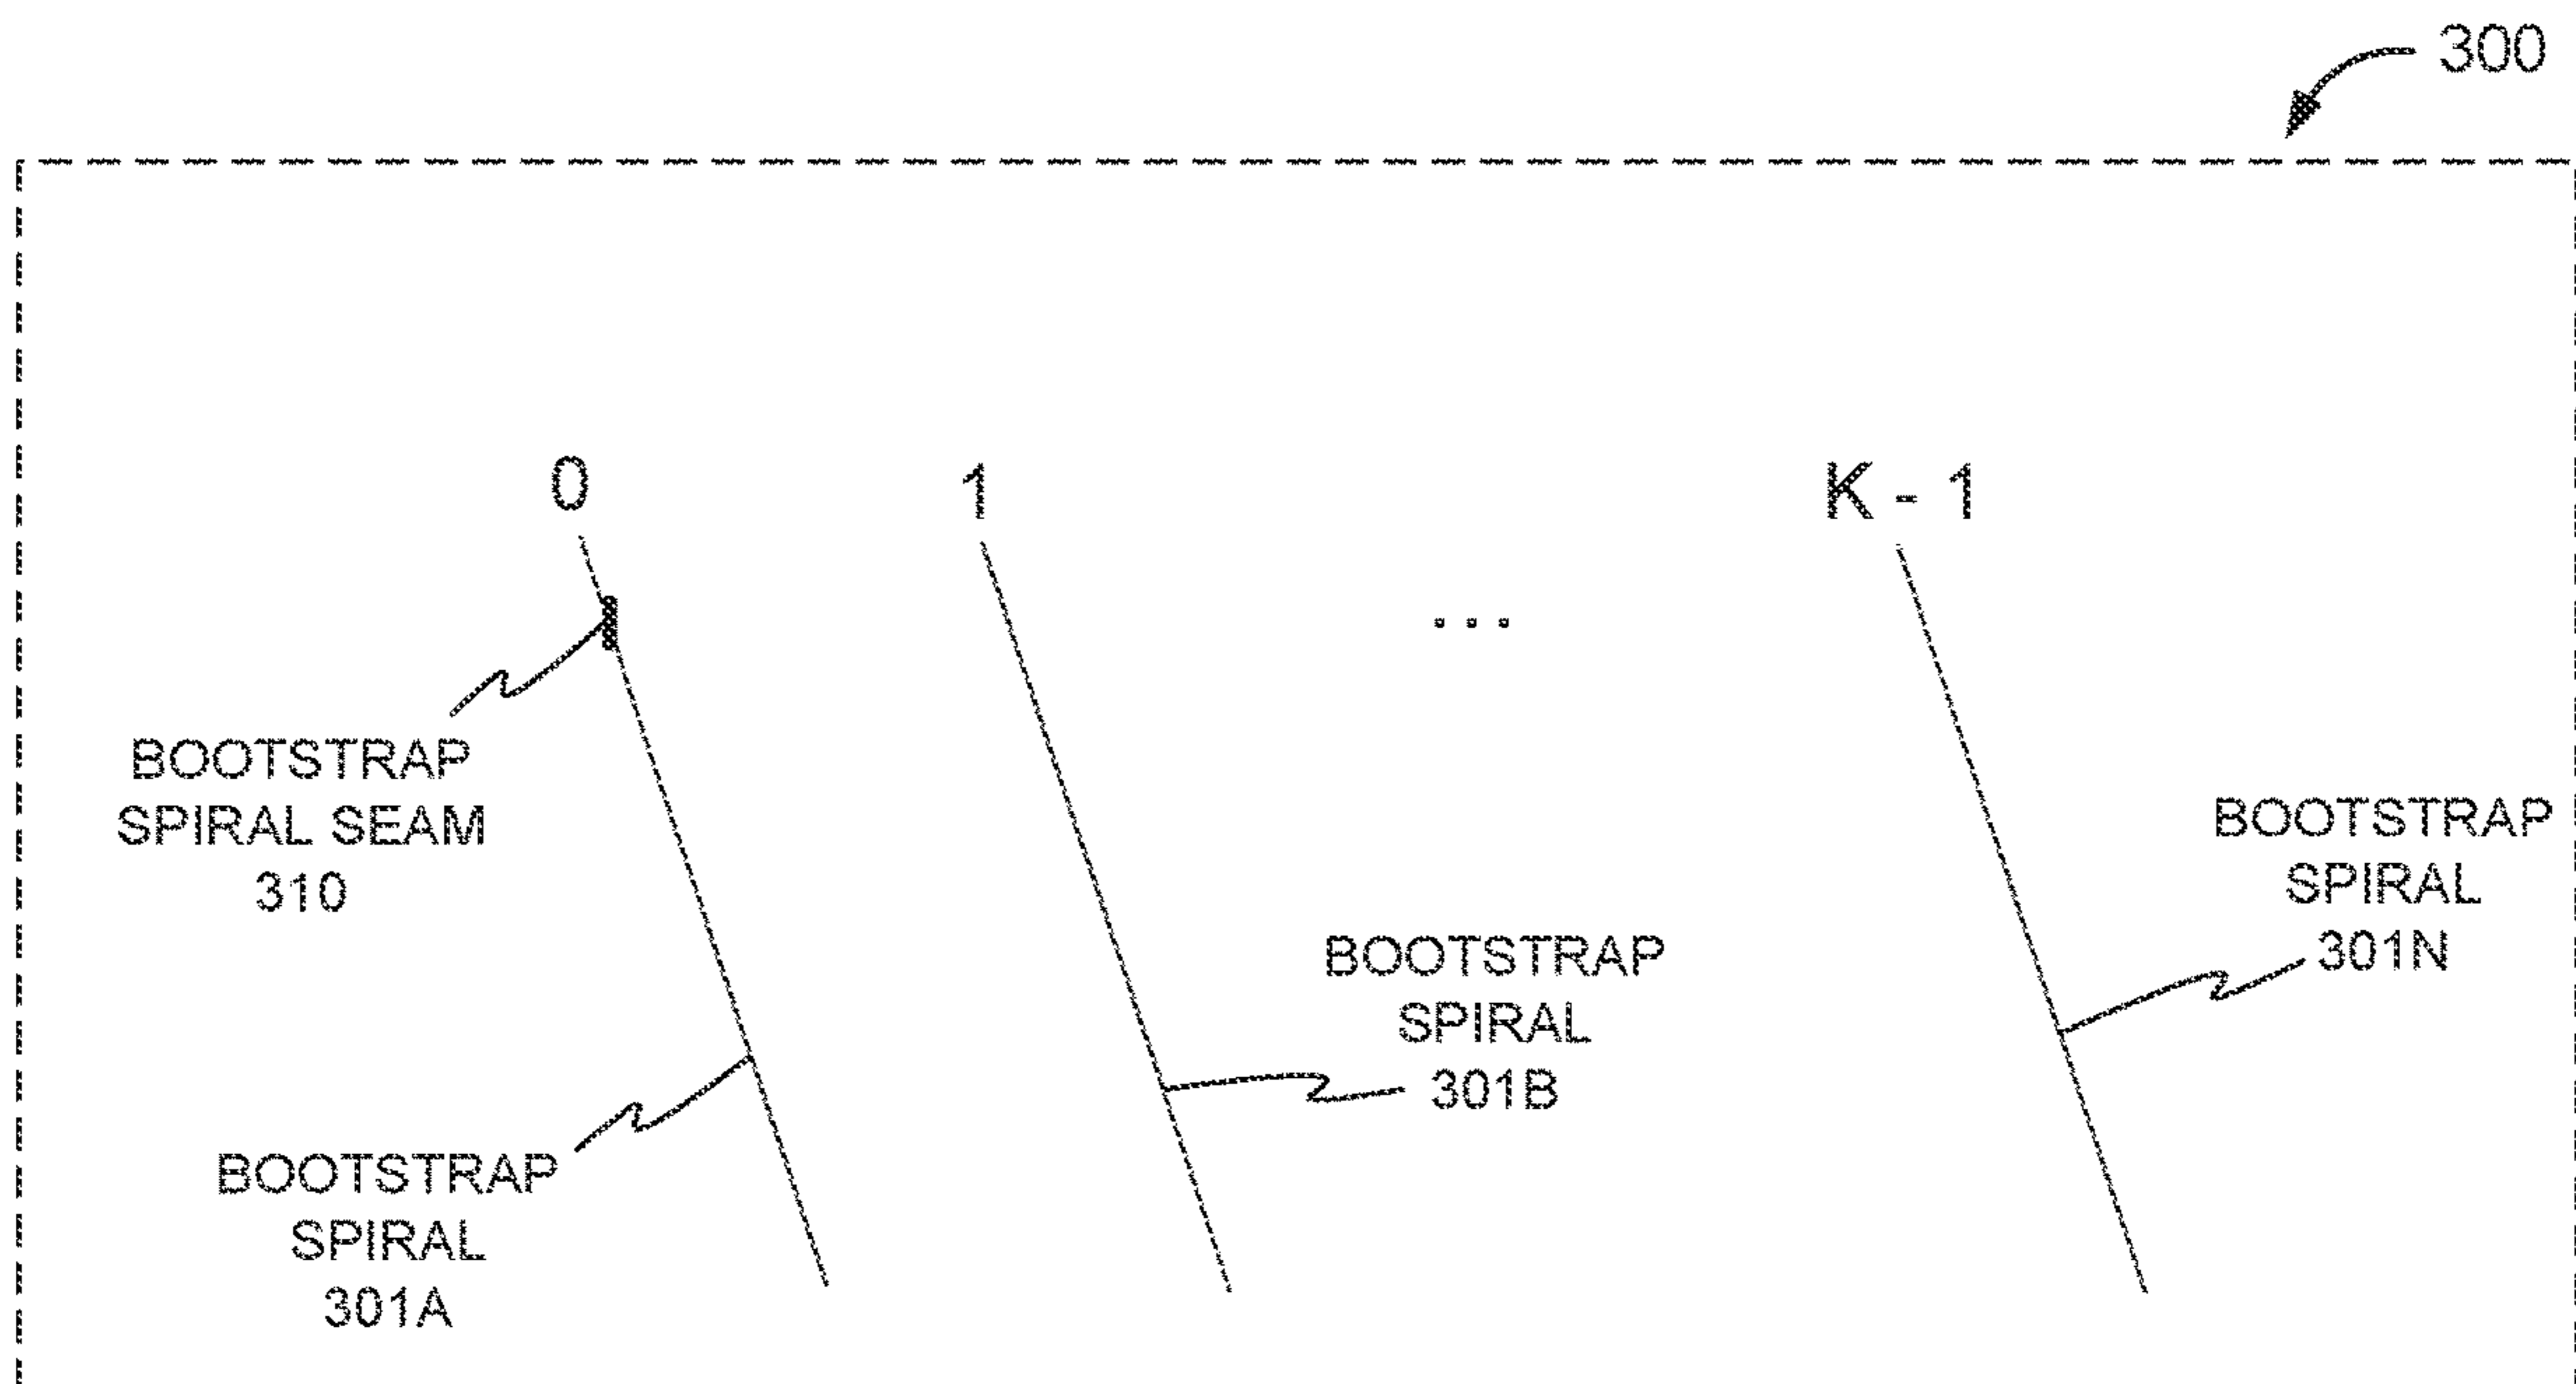 300
0
1
...
K - 1
BOOTSTRAP
SPIRAL SEAM
310
BOOTSTRAP
SPIRAL
301N
BOOTSTRAP
SPIRAL
301B
BOOTSTRAP
SPIRAL
301A